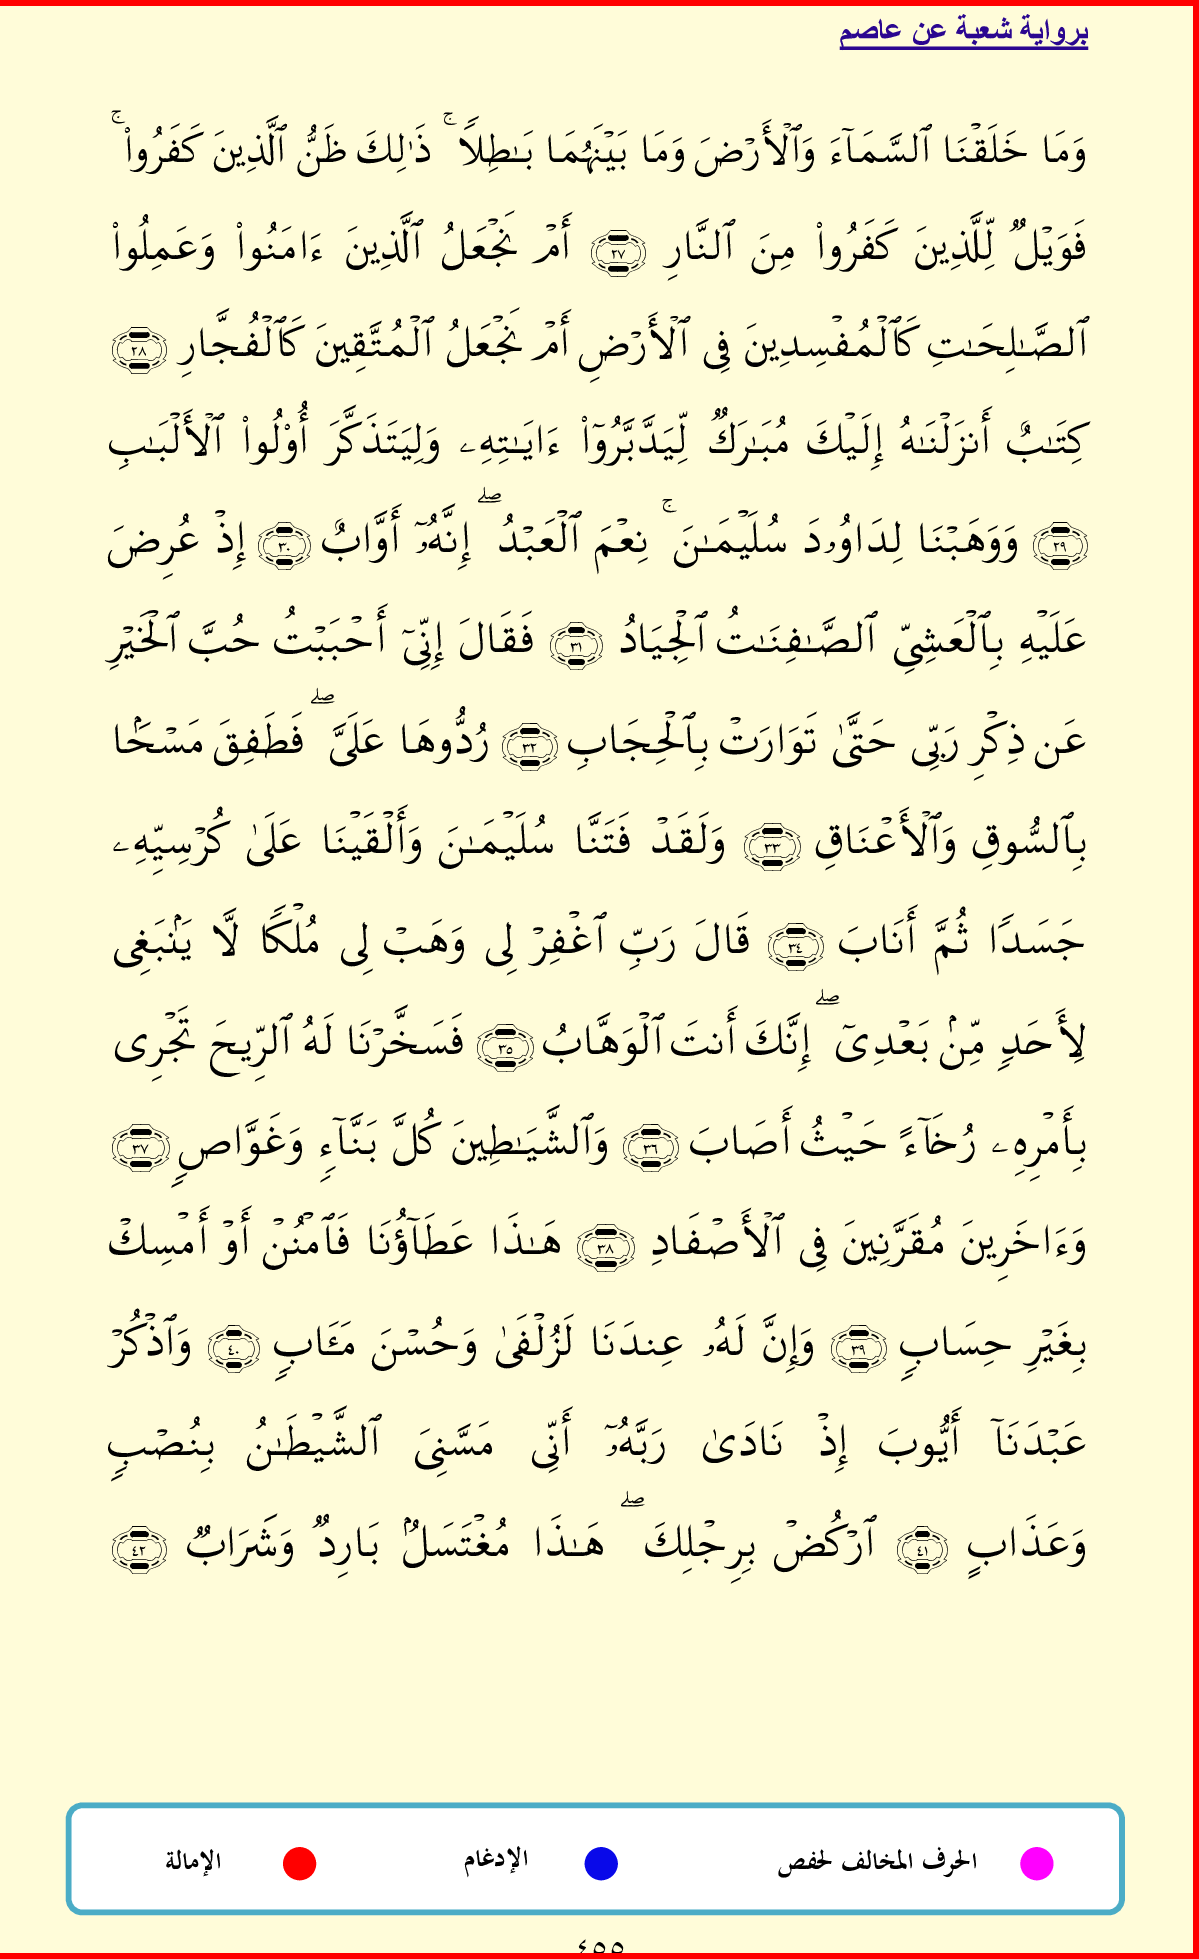 برواية شعبة عن عاصم
وَمَا خَلَقۡنَا ٱلسَّمَآءَ وَٱلۡأَرۡضَ وَمَا بَيۡنَهُمَا بَٰطِلٗاۚ ذَٰلِكَ ظَنُّ ٱلَّذِينَ كَفَرُواْۚ
فَوَيۡلٞ لِّلَّذِينَ كَفَرُواْ مِنَ ٱلنَّارِ ٢٧ أَمۡ نَجۡعَلُ ٱلَّذِينَ ءَامَنُواْ وَعَمِلُواْ
ٱلصَّٰلِحَٰتِ كَٱلۡمُفۡسِدِينَ فِي ٱلۡأَرۡضِ أَمۡ نَجۡعَلُ ٱلۡمُتَّقِينَ كَٱلۡفُجَّارِ ٢٨
كِتَٰبٌ أَنزَلۡنَٰهُ إِلَيۡكَ مُبَٰرَكٞ لِّيَدَّبَّرُوٓاْ ءَايَٰتِهِۦ وَلِيَتَذَكَّرَ أُوْلُواْ ٱلۡأَلۡبَٰبِ
٢٩ وَوَهَبۡنَا لِدَاوُۥدَ سُلَيۡمَٰنَۚ نِعۡمَ ٱلۡعَبۡدُۖ إِنَّهُۥٓ أَوَّابٌ ٣٠ إِذۡ عُرِضَ
عَلَيۡهِ بِٱلۡعَشِيِّ ٱلصَّٰفِنَٰتُ ٱلۡجِيَادُ ٣١ فَقَالَ إِنِّيٓ أَحۡبَبۡتُ حُبَّ ٱلۡخَيۡرِ
عَن ذِكۡرِ رَبِّي حَتَّىٰ تَوَارَتۡ بِٱلۡحِجَابِ ٣٢ رُدُّوهَا عَلَيَّۖ فَطَفِقَ مَسۡحَۢا
بِٱلسُّوقِ وَٱلۡأَعۡنَاقِ ٣٣ وَلَقَدۡ فَتَنَّا سُلَيۡمَٰنَ وَأَلۡقَيۡنَا عَلَىٰ كُرۡسِيِّهِۦ
جَسَدٗا ثُمَّ أَنَابَ ٣٤ قَالَ رَبِّ ٱغۡفِرۡ لِي وَهَبۡ لِي مُلۡكٗا لَّا يَنۢبَغِي
لِأَحَدٖ مِّنۢ بَعۡدِيٓۖ إِنَّكَ أَنتَ ٱلۡوَهَّابُ ٣٥ فَسَخَّرۡنَا لَهُ ٱلرِّيحَ تَجۡرِي
بِأَمۡرِهِۦ رُخَآءً حَيۡثُ أَصَابَ ٣٦ وَٱلشَّيَٰطِينَ كُلَّ بَنَّآءٖ وَغَوَّاصٖ ٣٧
وَءَاخَرِينَ مُقَرَّنِينَ فِي ٱلۡأَصۡفَادِ ٣٨ هَٰذَا عَطَآؤُنَا فَٱمۡنُنۡ أَوۡ أَمۡسِكۡ
بِغَيۡرِ حِسَابٖ ٣٩ وَإِنَّ لَهُۥ عِندَنَا لَزُلۡفَىٰ وَحُسۡنَ مَـَٔابٖ ٤٠ وَٱذۡكُرۡ
عَبۡدَنَآ أَيُّوبَ إِذۡ نَادَىٰ رَبَّهُۥٓ أَنِّي مَسَّنِيَ ٱلشَّيۡطَٰنُ بِنُصۡبٖ
وَعَذَابٍ ٤١ ٱرۡكُضۡ بِرِجۡلِكَۖ هَٰذَا مُغۡتَسَلُۢ بَارِدٞ وَشَرَابٞ ٤٢
الحرف المخالف لحفص الإدغام الإمالة
٤٥٥